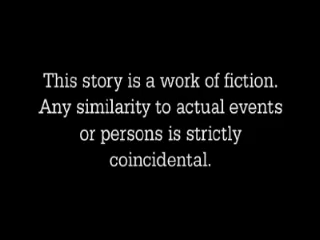 This story is a work of fiction.
Any similarity to actual events
or persons is strictly
coincidental.